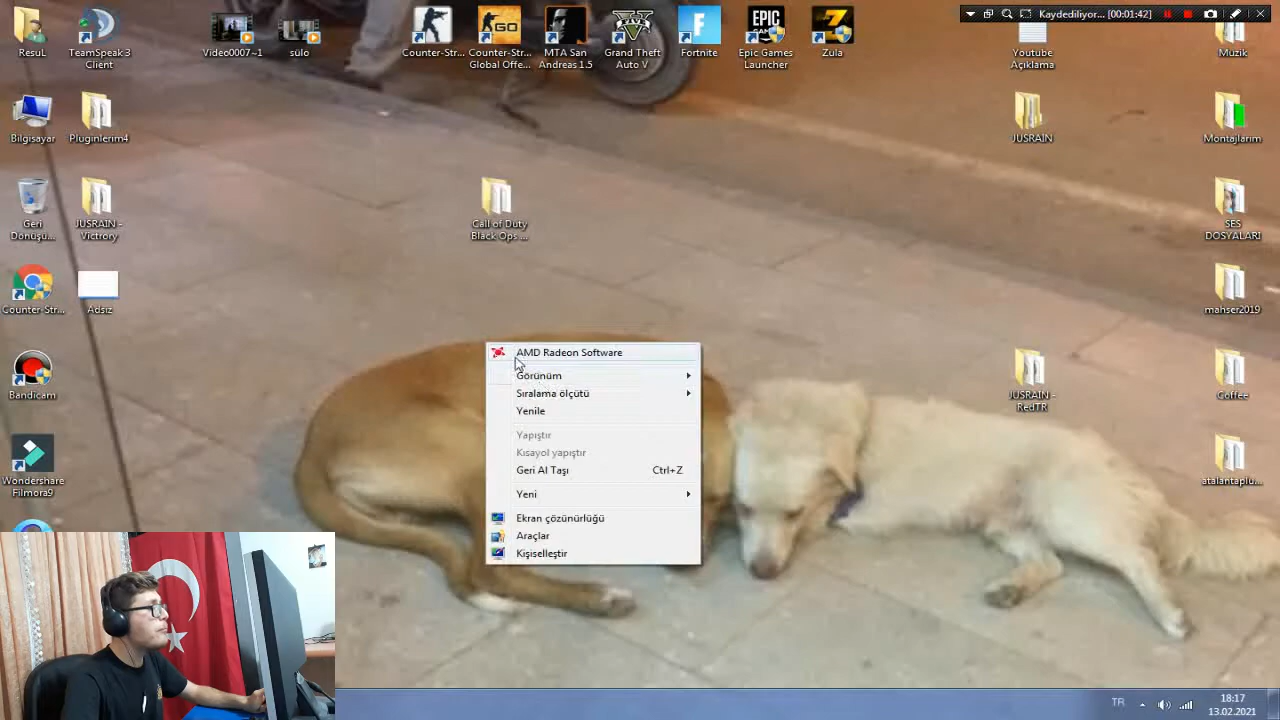 Kaydediliyor... [00:01:42]
ResuL
TeamSpeak 3
Client
Video0007~1
sulo
Counter-Str...
Counter-Str...
Global Offe...
MTA San
Andreas 1.5
Grand Theft
Auto V
Fortnite
Epic Games
Launcher
Zula
Youtube
Açıklama
Müzik
Bilgisayar
Pluginlerim4
JUSRAIN
Montajlarım
Geri
Dönüşü...
JUSRAIN -
Victrory
Call of Duty
Black Ops ...
SES
DOSYALARI
Counter-Str...
Adsız
mahser2019
Bandicam
JUSRAIN -
RedTR
Coffee
Wondershare
Filmora9
atalantaplu...
AMD Radeon Software
Görünüm
Sıralama ölçütü
Yenile
Yapıştır
Kısayol yapıştır
Geri Al Taşı Ctrl+Z
Yeni
Ekran çözünürlüğü
Araçlar
Kişiselleştir
TR
18:17
13.02.2021